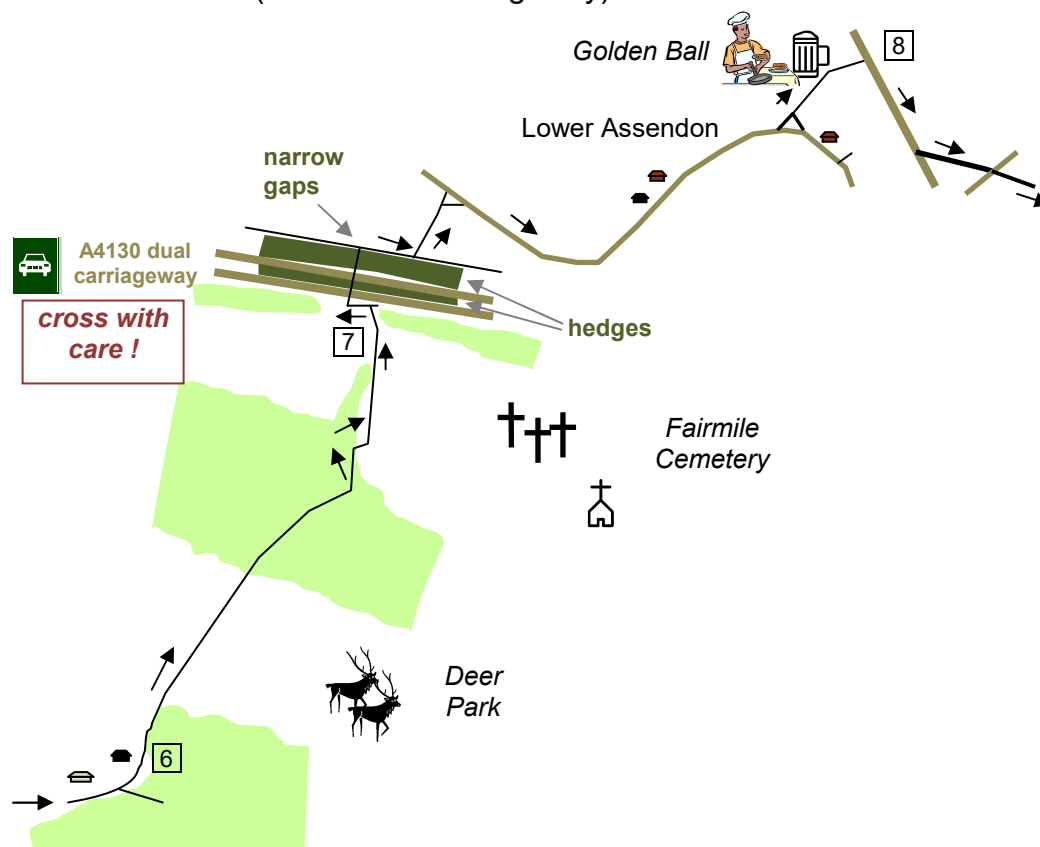 Golden Ball
8
Lower Assendon
narrow
gaps
A4130 dual
carriageway
cross with
care !
7
hedges
Fairmile
Cemetery
Deer
Park
6